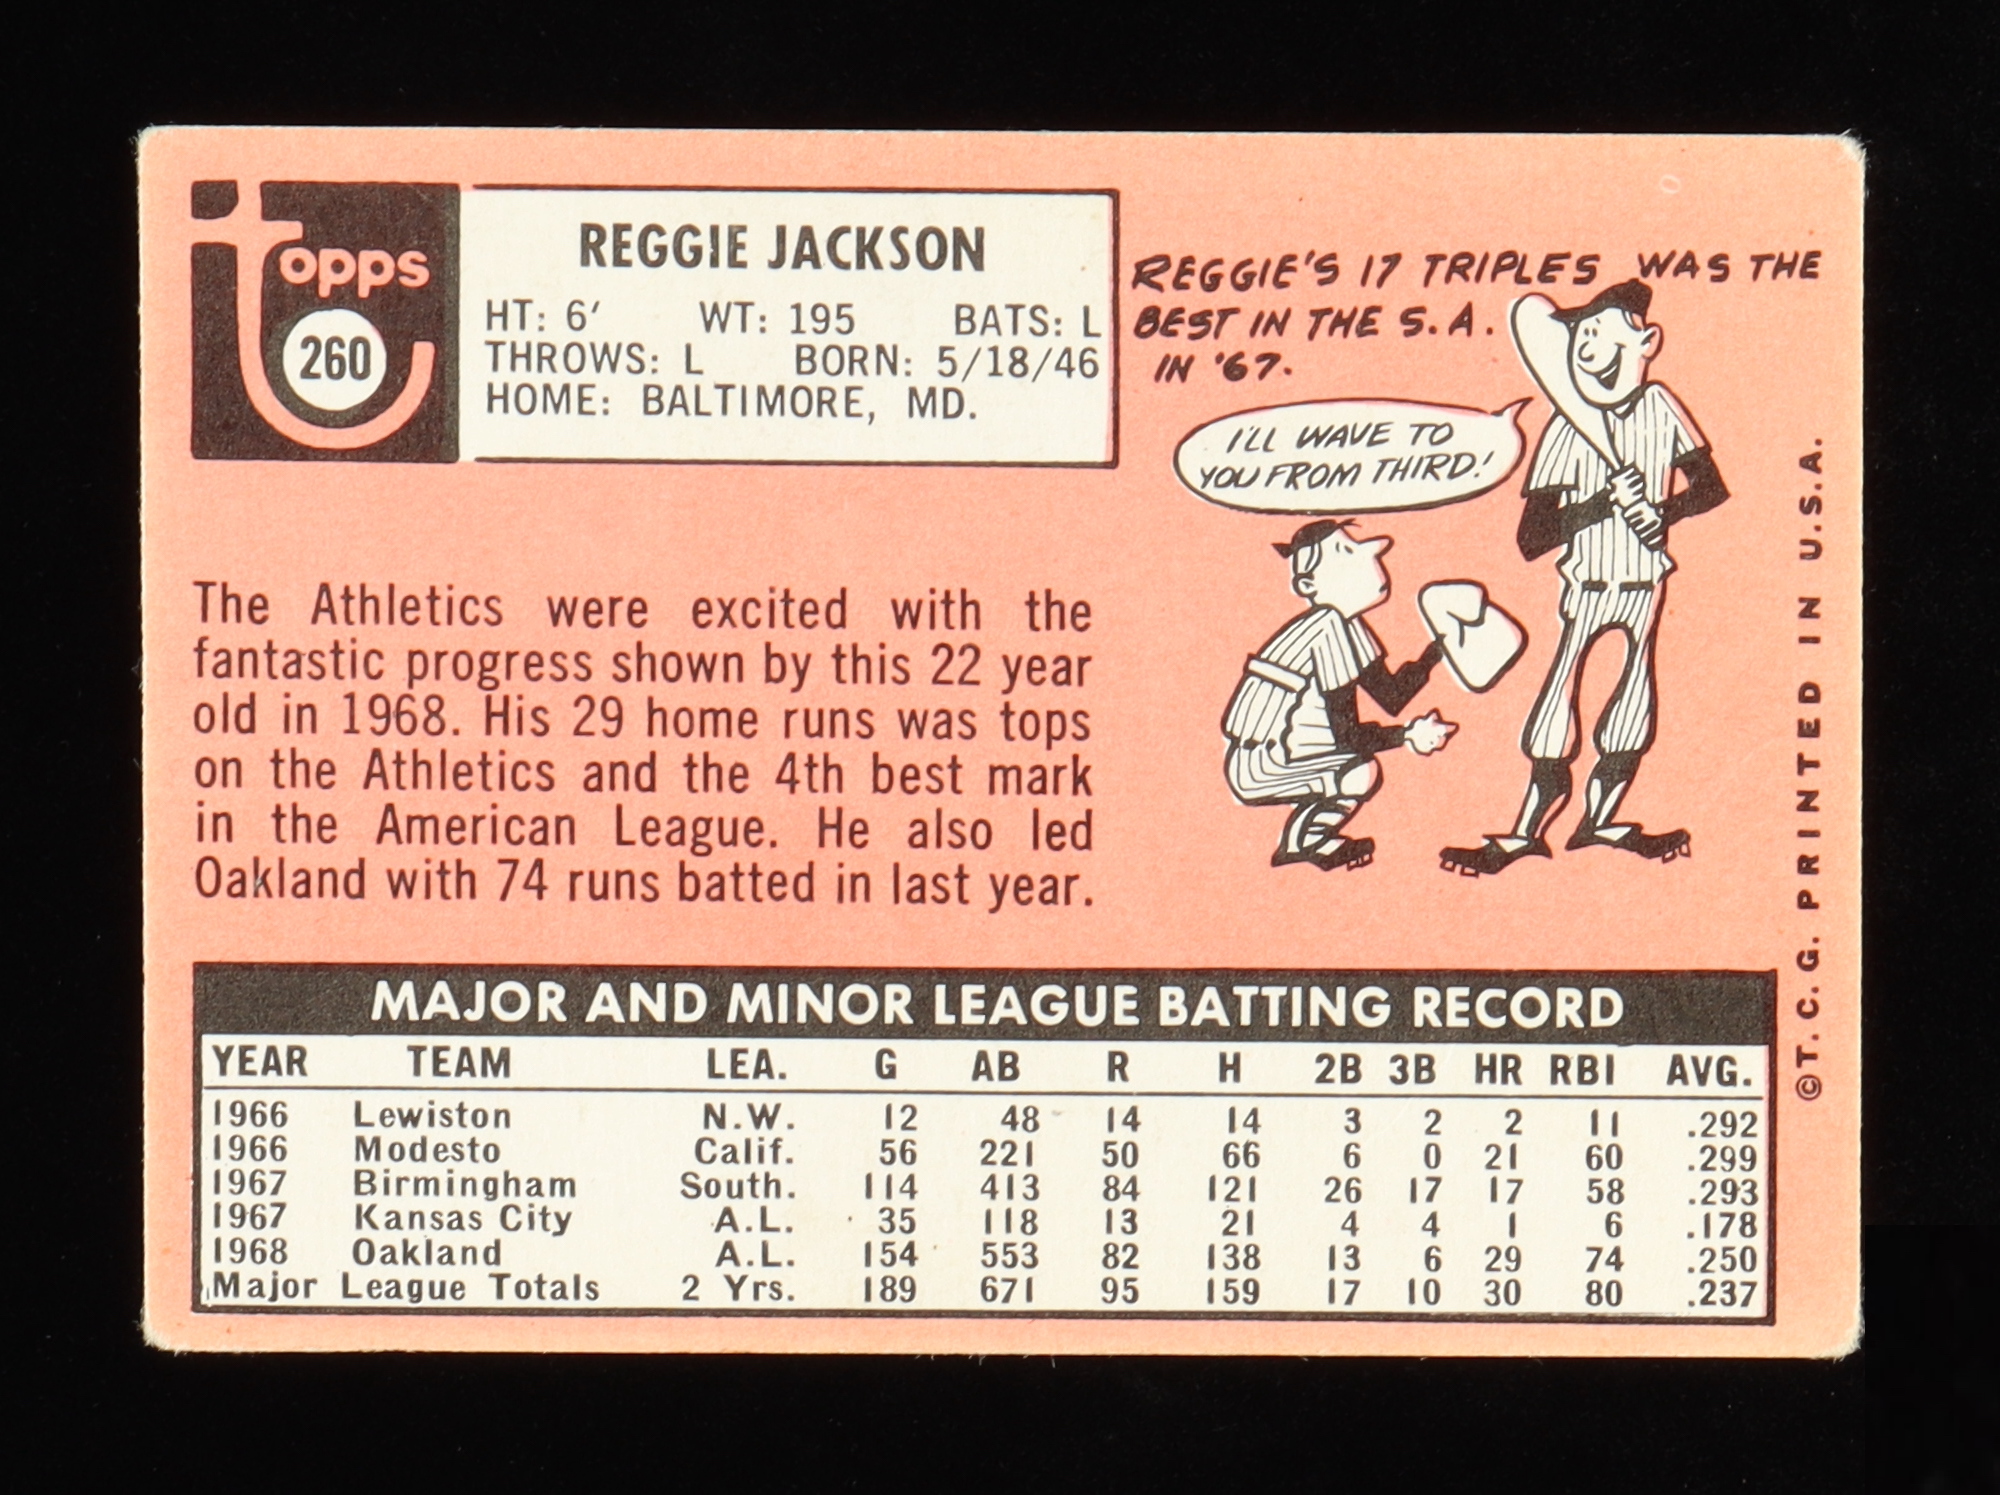 topps
260
REGGIE JACKSON
HT: 6' WT: 195 BATS: L
THROWS: L BORN: 5/18/46
HOME: BALTIMORE, MD.
REGGIE'S 17 TRIPLES WAS THE
BEST IN THE S.A.
IN '67.
I'LL WAVE TO
YOU FROM THIRD!
The Athletics were excited with the
fantastic progress shown by this 22 year
old in 1968. His 29 home runs was tops
on the Athletics and the 4th best mark
in the American League. He also led
Oakland with 74 runs batted in last year.
MAJOR AND MINOR LEAGUE BATTING RECORD
YEAR TEAM LEA. G AB R H 2B 3B HR RBI AVG.
1966 Lewiston N.W. 12 48 14 14 3 2 2 11 .292
1966 Modesto Calif. 56 221 50 66 6 0 21 60 .299
1967 Birmingham South. 114 413 84 121 26 17 17 58 .293
1967 Kansas City A.L. 35 118 13 21 4 4 1 6 .178
1968 Oakland A.L. 154 553 82 138 13 6 29 74 .250
Major League Totals 2 Yrs. 189 671 95 159 17 10 30 80 .237
©T.C.G. PRINTED IN U.S.A.